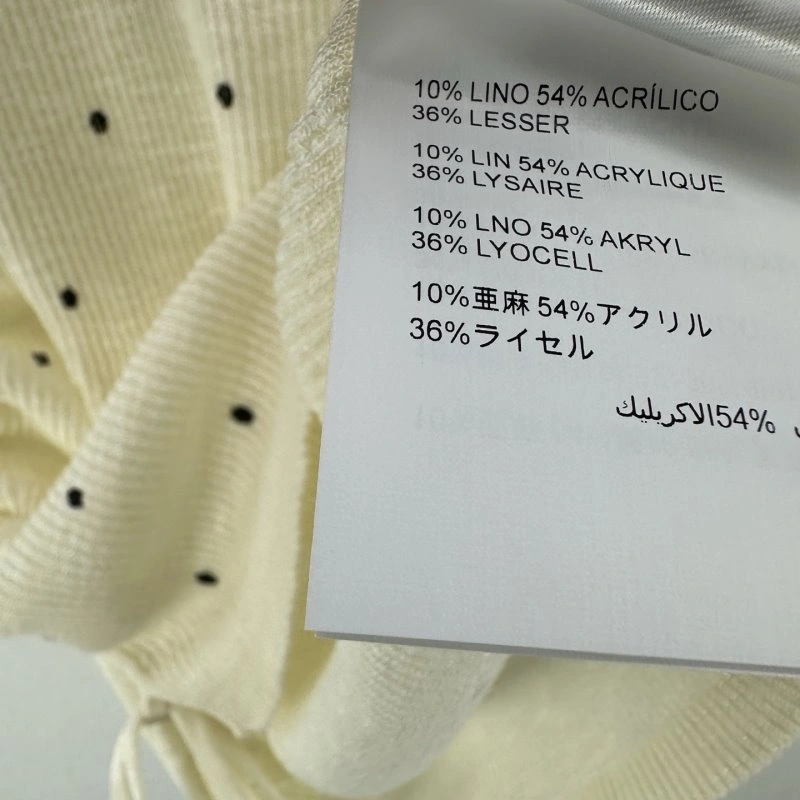 10% LINO 54% ACRÍLICO
36% LESSER
10% LIN 54% ACRYLIQUE
36% LYSAIRE
10% LNO 54% AKRYL
36% LYOCELL
10%亜麻 54%アクリル
36%ライセル
54%الاكريليك